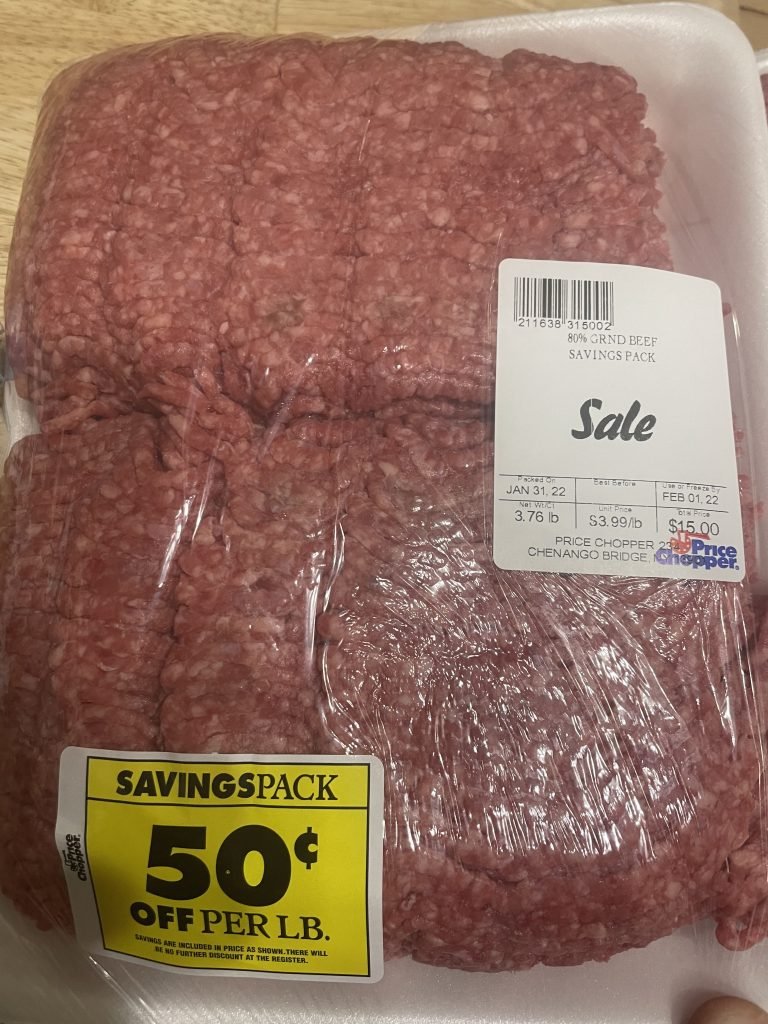 211638 315002
80% GRND BEEF
SAVINGS PACK
Sale
Packed On
JAN 31, 22
Best Before
Use or Freeze By
FEB 01, 22
Net Wt/Ct
3.76 lb
Unit Price
$3.99/lb
Total Price
$15.00
PRICE CHOPPER
CHENANGO BRIDGE,
Price
Chopper.
SAVINGSPACK
50¢
OFF PER LB.
SAVINGS ARE INCLUDED IN PRICE AS SHOWN. THERE WILL
BE NO FURTHER DISCOUNT AT THE REGISTER.
Price
Chopper.